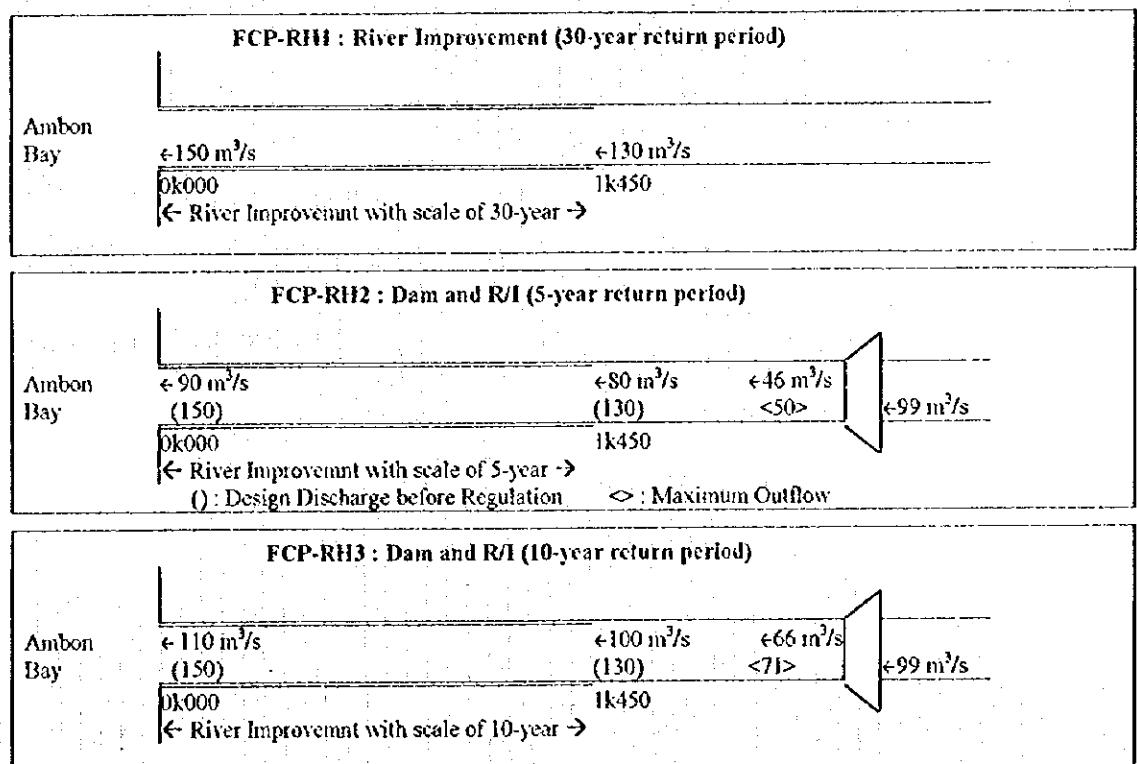 FCP-RH1 : River Improvement (30-year return period)
Ambon
Bay
←150 m³/s ←130 m³/s
0k000 1k450
← River Improvemnt with scale of 30-year →
FCP-RH2 : Dam and R/I (5-year return period)
Ambon
Bay
← 90 m³/s ←80 m³/s ←46 m³/s
(150) (130) <50> ←99 m³/s
0k000 1k450
← River Improvemnt with scale of 5-year →
() : Design Discharge before Regulation <> : Maximum Outflow
FCP-RH3 : Dam and R/I (10-year return period)
Ambon
Bay
← 110 m³/s ←100 m³/s ←66 m³/s
(150) (130) <71> ←99 m³/s
0k000 1k450
← River Improvemnt with scale of 10-year →